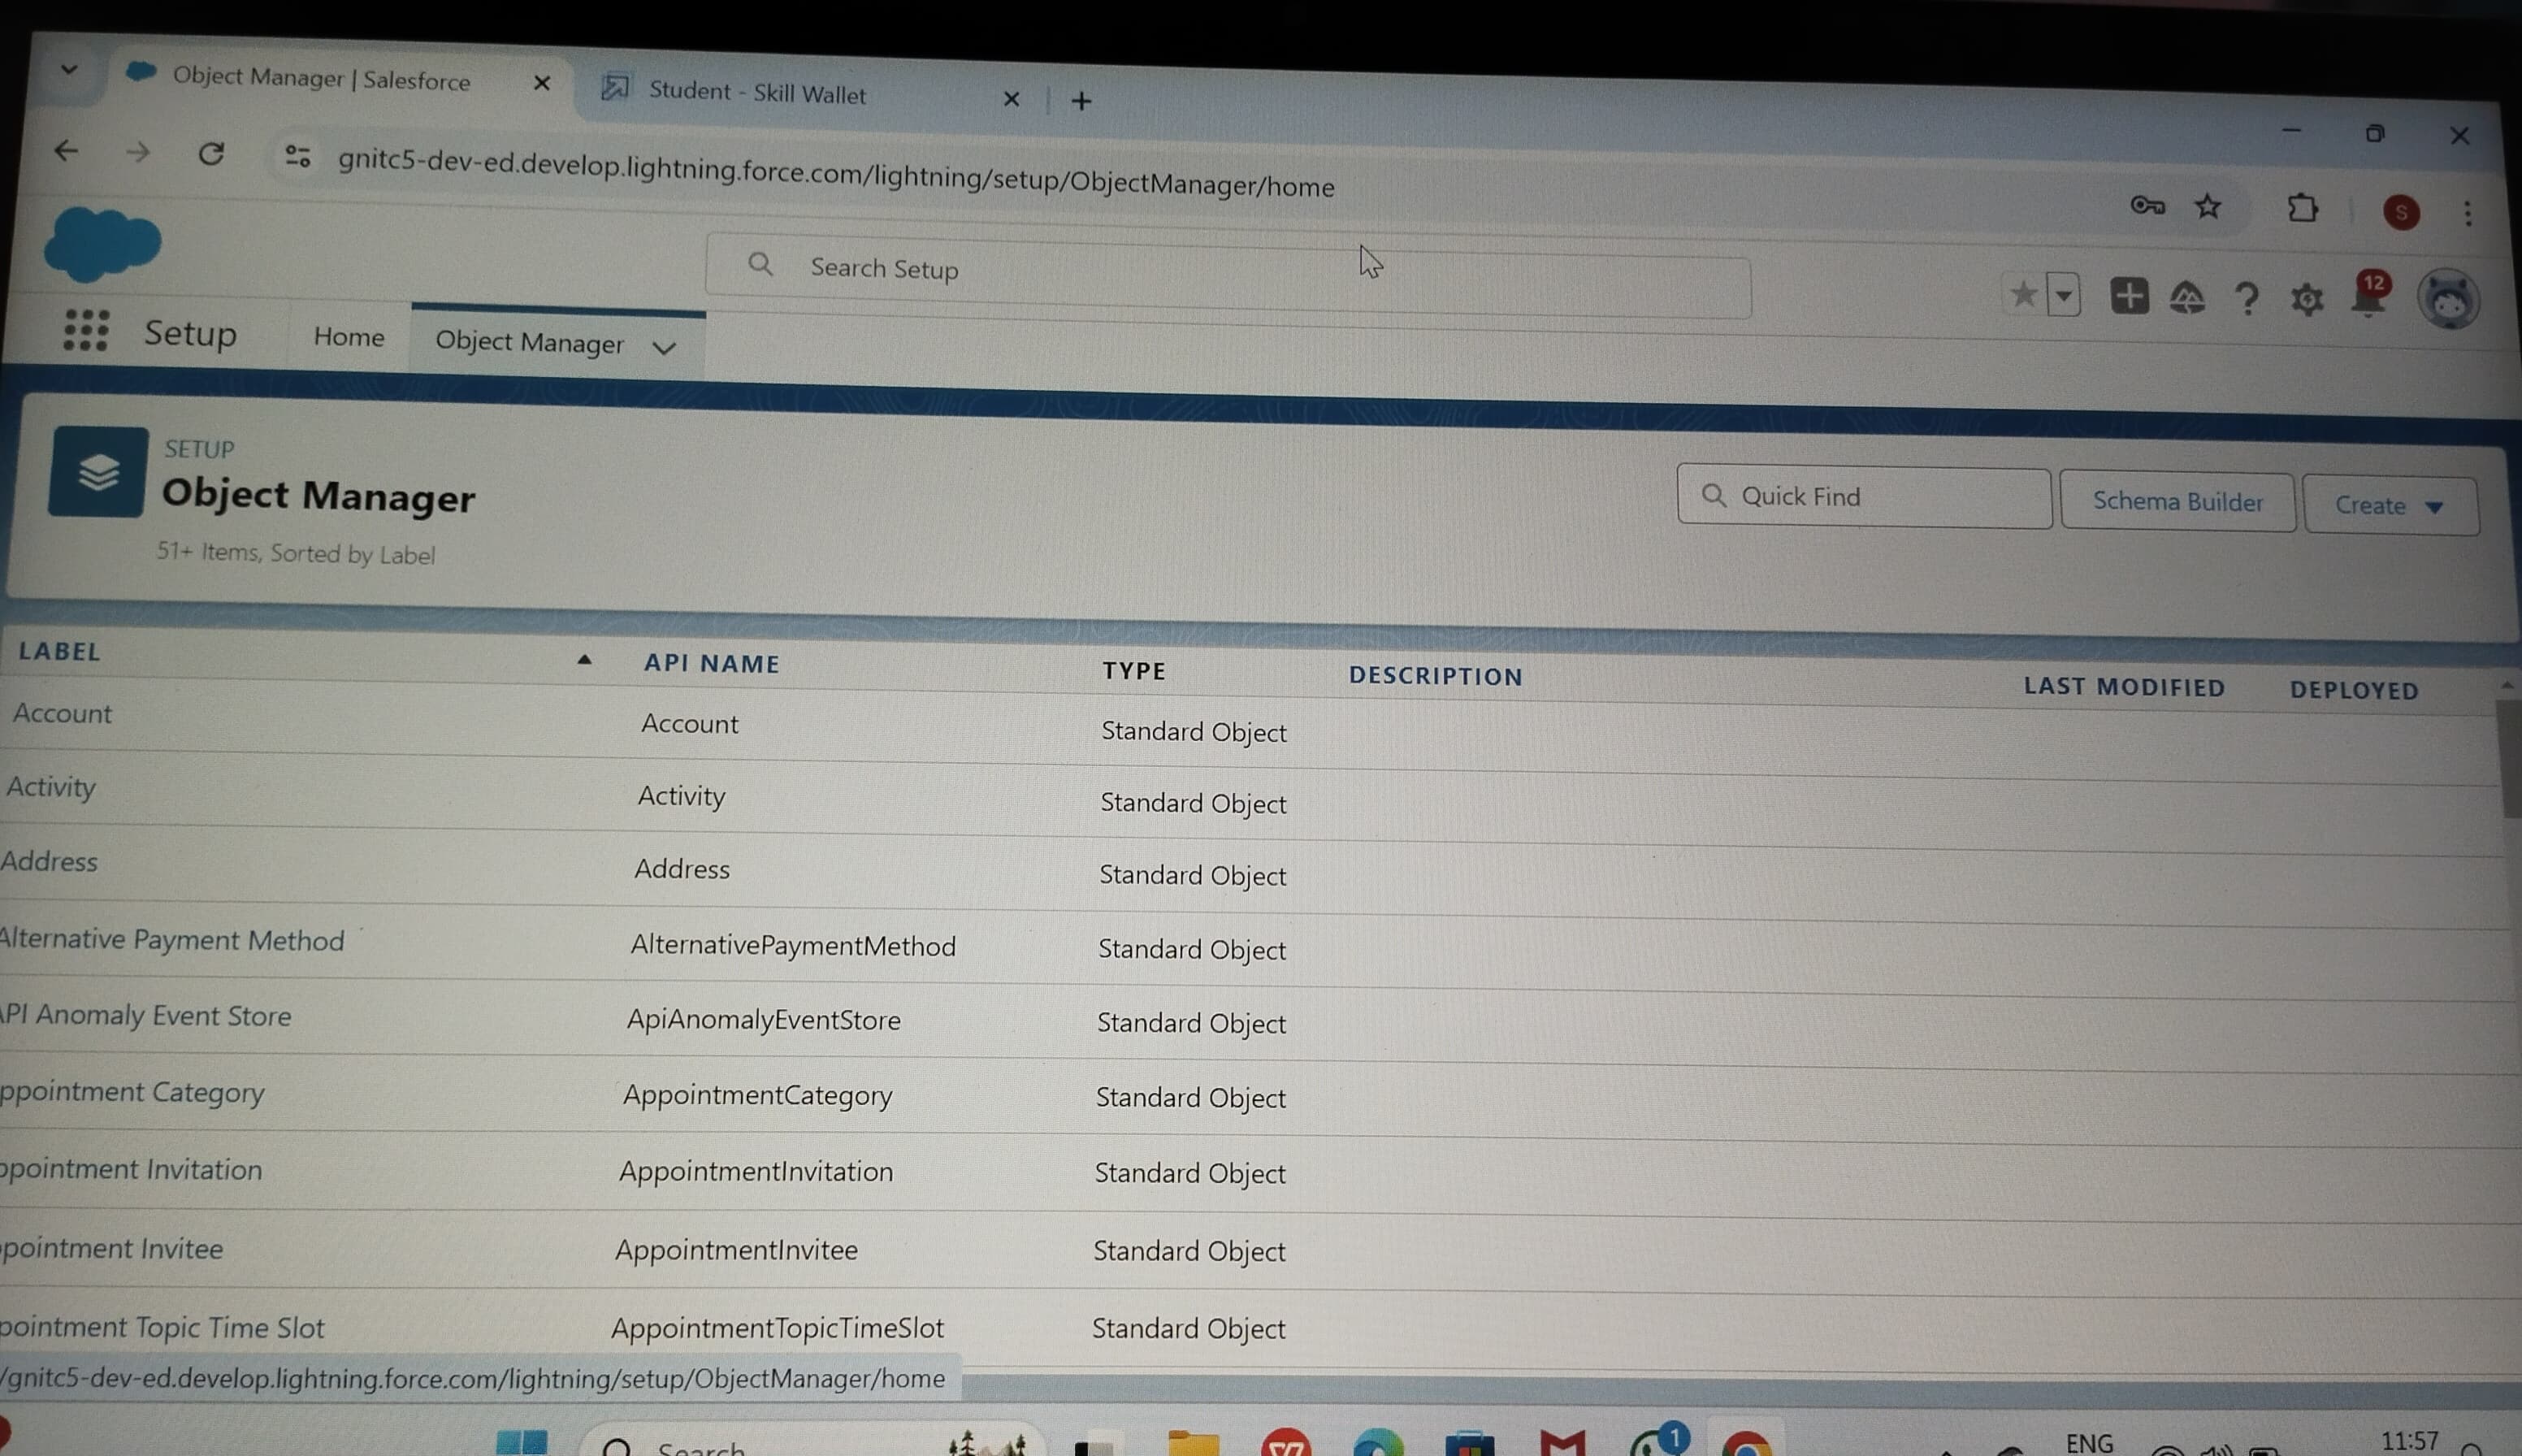 Object Manager | Salesforce
Student - Skill Wallet
gnitc5-dev-ed.develop.lightning.force.com/lightning/setup/ObjectManager/home
S
Search Setup
12
Setup
Home
Object Manager
SETUP
Object Manager
51+ Items, Sorted by Label
Quick Find
Schema Builder
Create
LABEL API NAME TYPE DESCRIPTION LAST MODIFIED DEPLOYED
Account Account Standard Object
Activity Activity Standard Object
Address Address Standard Object
Alternative Payment Method AlternativePaymentMethod Standard Object
API Anomaly Event Store ApiAnomalyEventStore Standard Object
ppointment Category AppointmentCategory Standard Object
ppointment Invitation AppointmentInvitation Standard Object
pointment Invitee AppointmentInvitee Standard Object
pointment Topic Time Slot AppointmentTopicTimeSlot Standard Object
/gnitc5-dev-ed.develop.lightning.force.com/lightning/setup/ObjectManager/home
Search
1
ENG
11:57